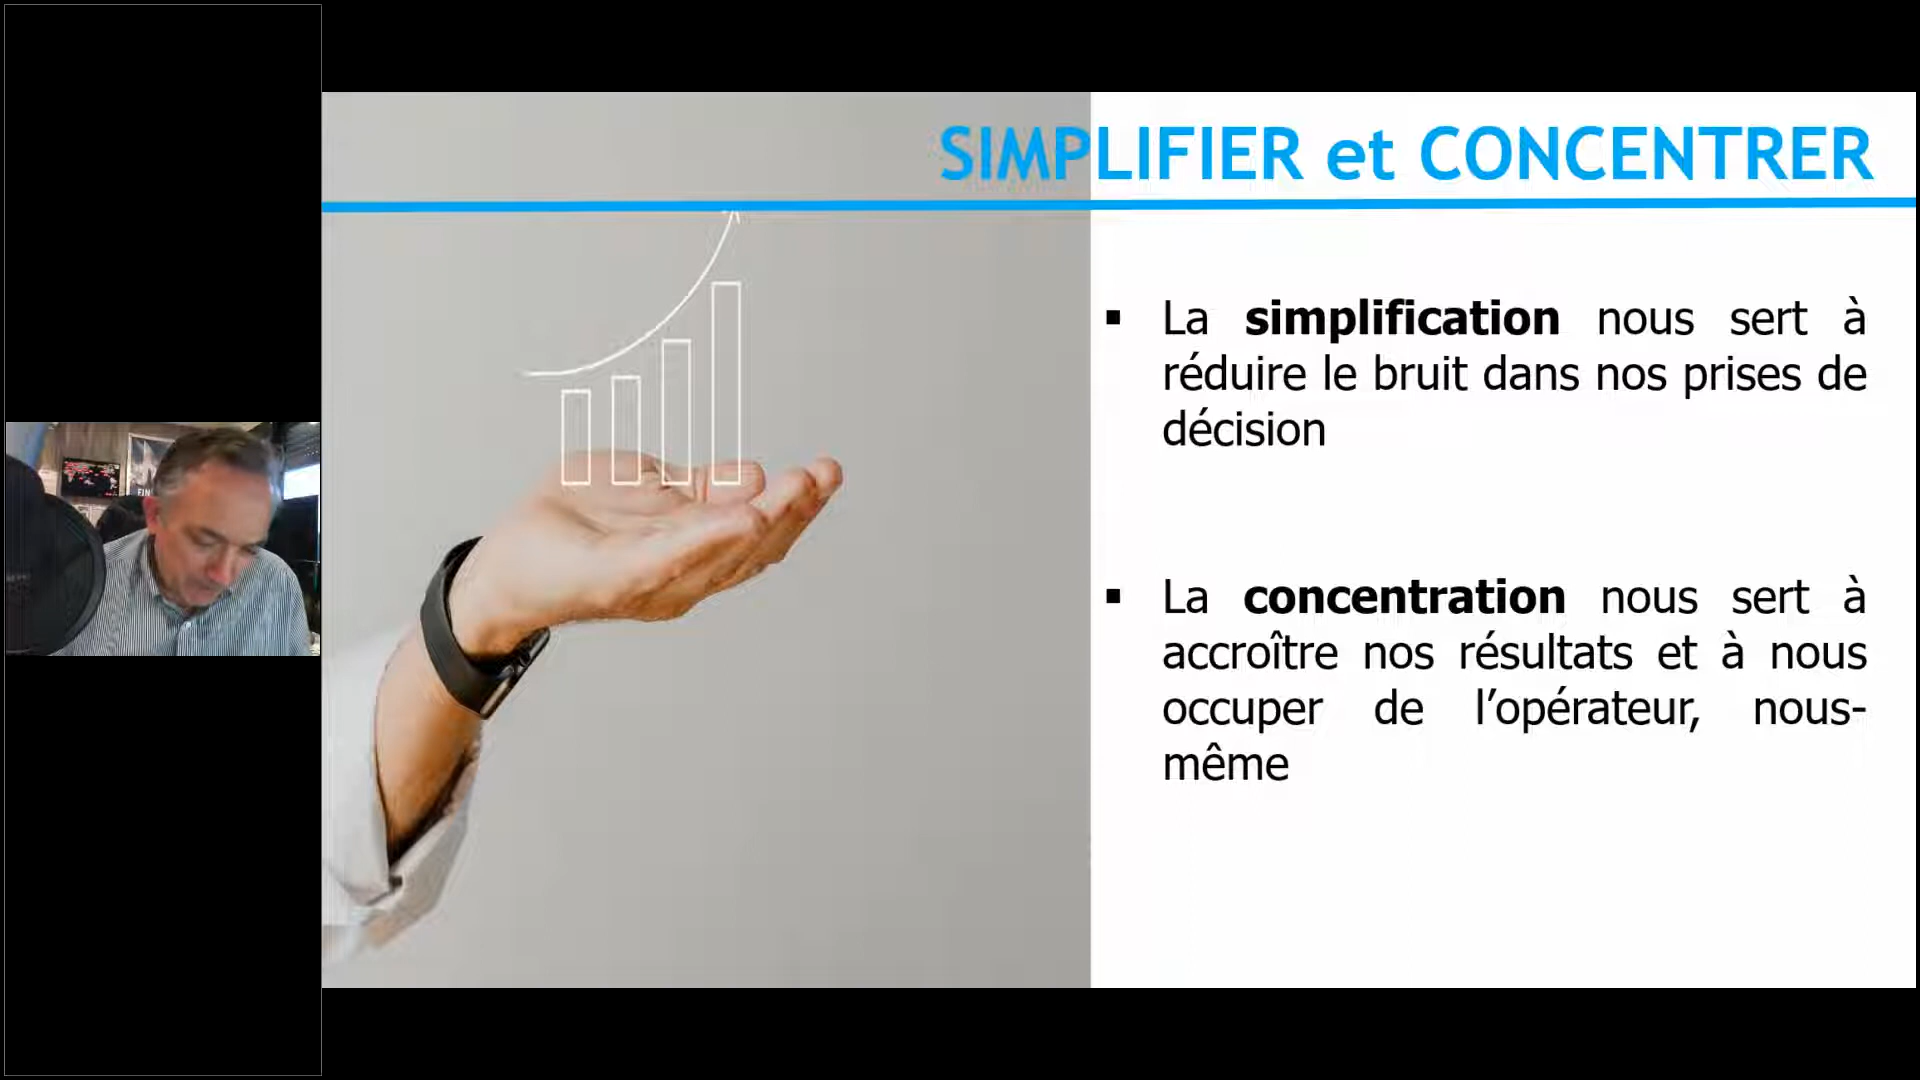 SIMPLIFIER et CONCENTRER
▪ La simplification nous sert à
réduire le bruit dans nos prises de
décision
▪ La concentration nous sert à
accroître nos résultats et à nous
occuper de l’opérateur, nous-
même
FIN